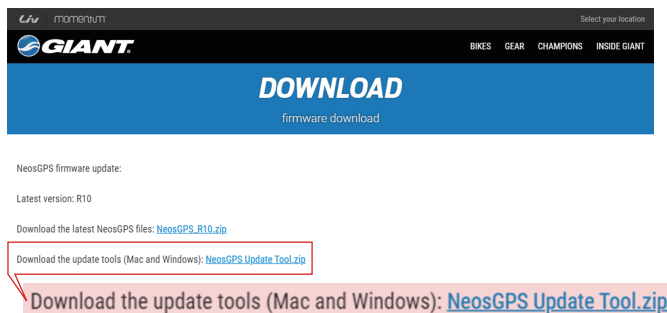 Liv momentum Select your location
GIANT. BIKES GEAR CHAMPIONS INSIDE GIANT
DOWNLOAD
firmware download
NeosGPS firmware update:
Latest version: R10
Download the latest NeosGPS files: NeosGPS_R10.zip
Download the update tools (Mac and Windows): NeosGPS Update Tool.zip
Download the update tools (Mac and Windows): NeosGPS Update Tool.zip